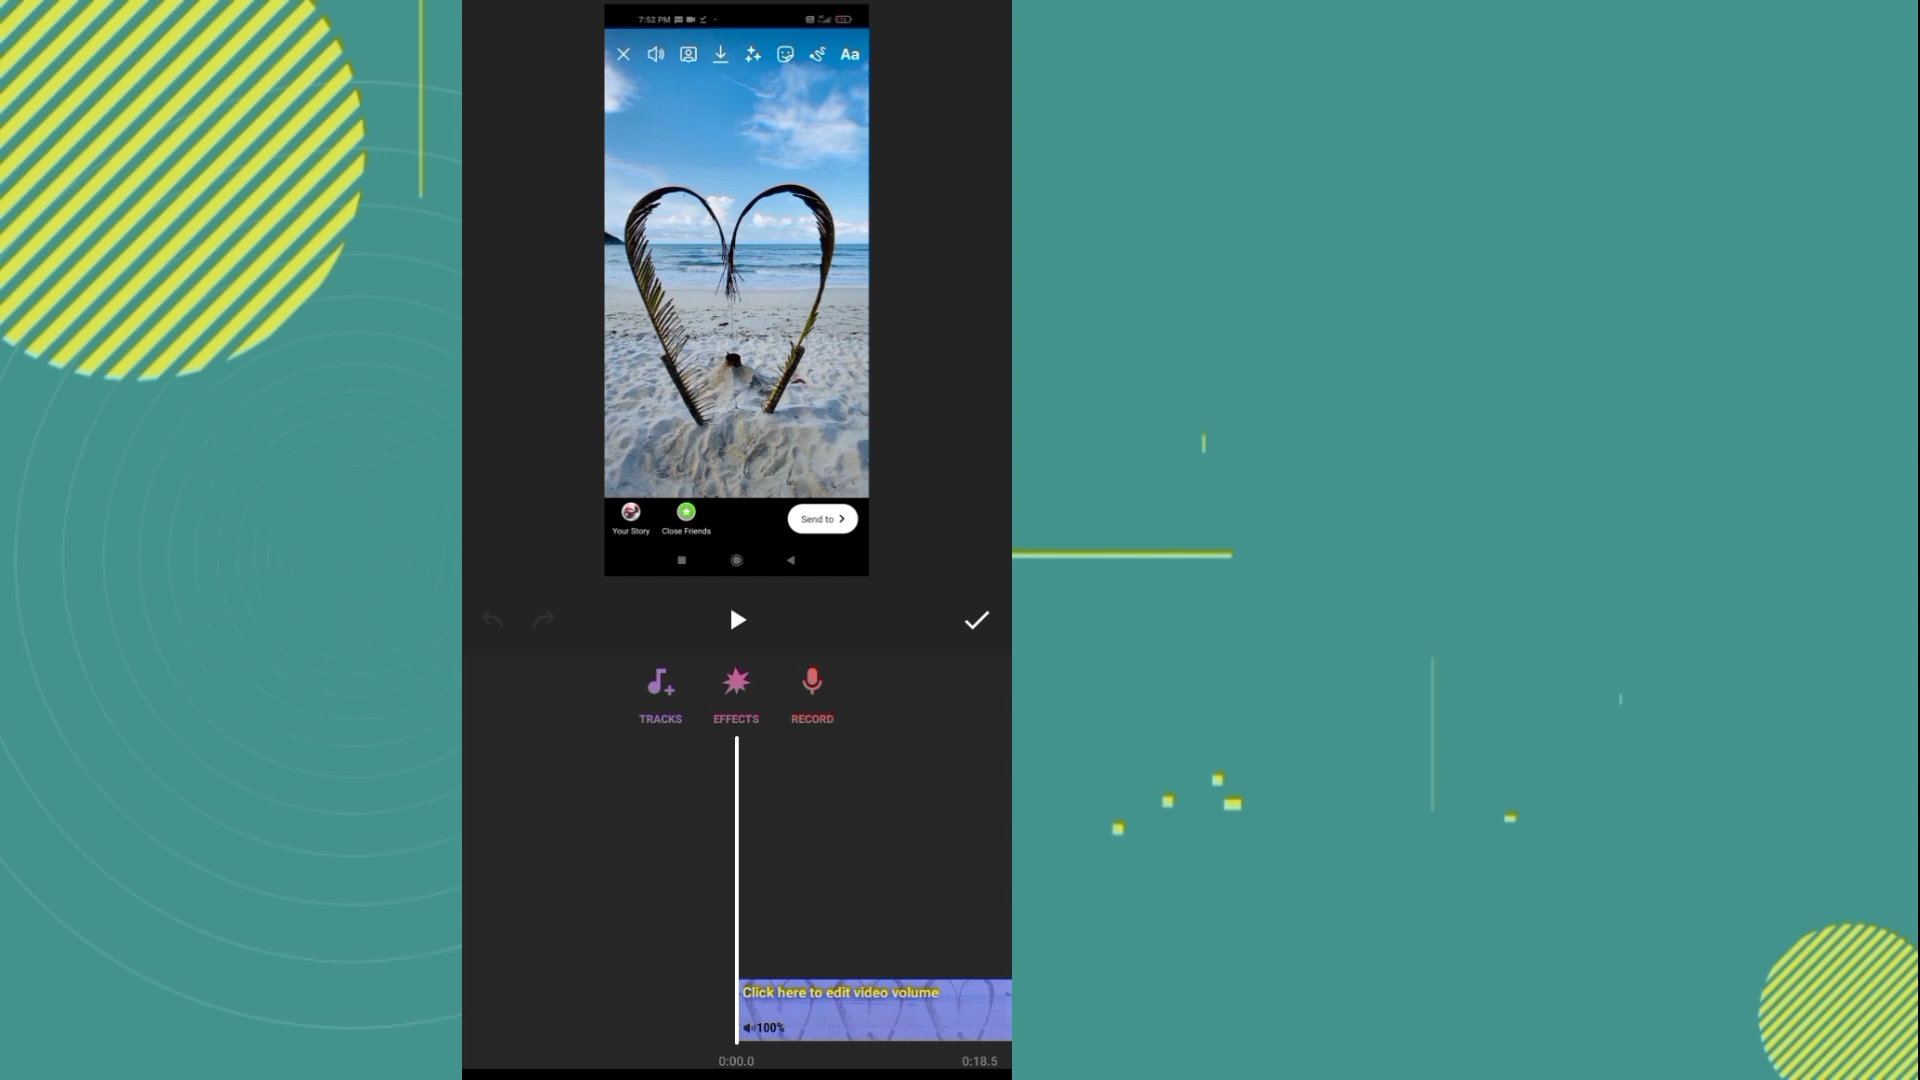 7:52 PM
Aa
Your Story
Close Friends
Send to
TRACKS
EFFECTS
RECORD
Click here to edit video volume
100%
0:00.0
0:18.5